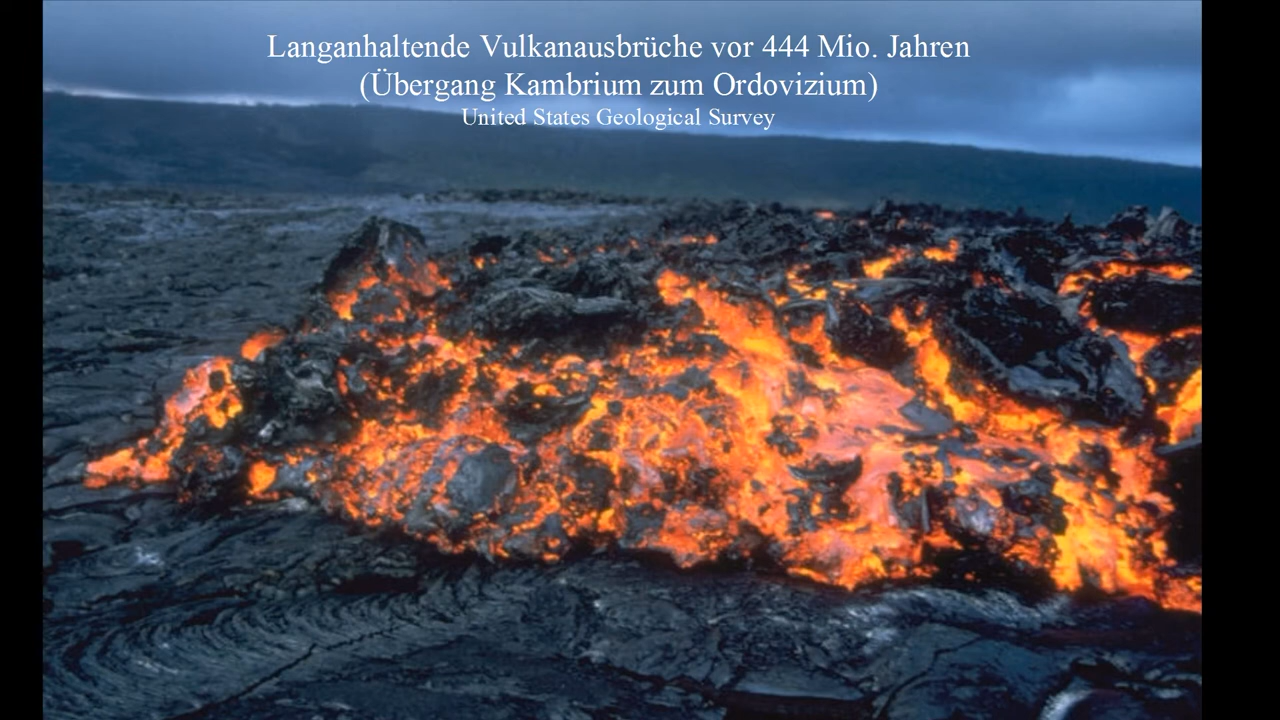 Langanhaltende Vulkanausbrüche vor 444 Mio. Jahren
(Übergang Kambrium zum Ordovizium)
United States Geological Survey